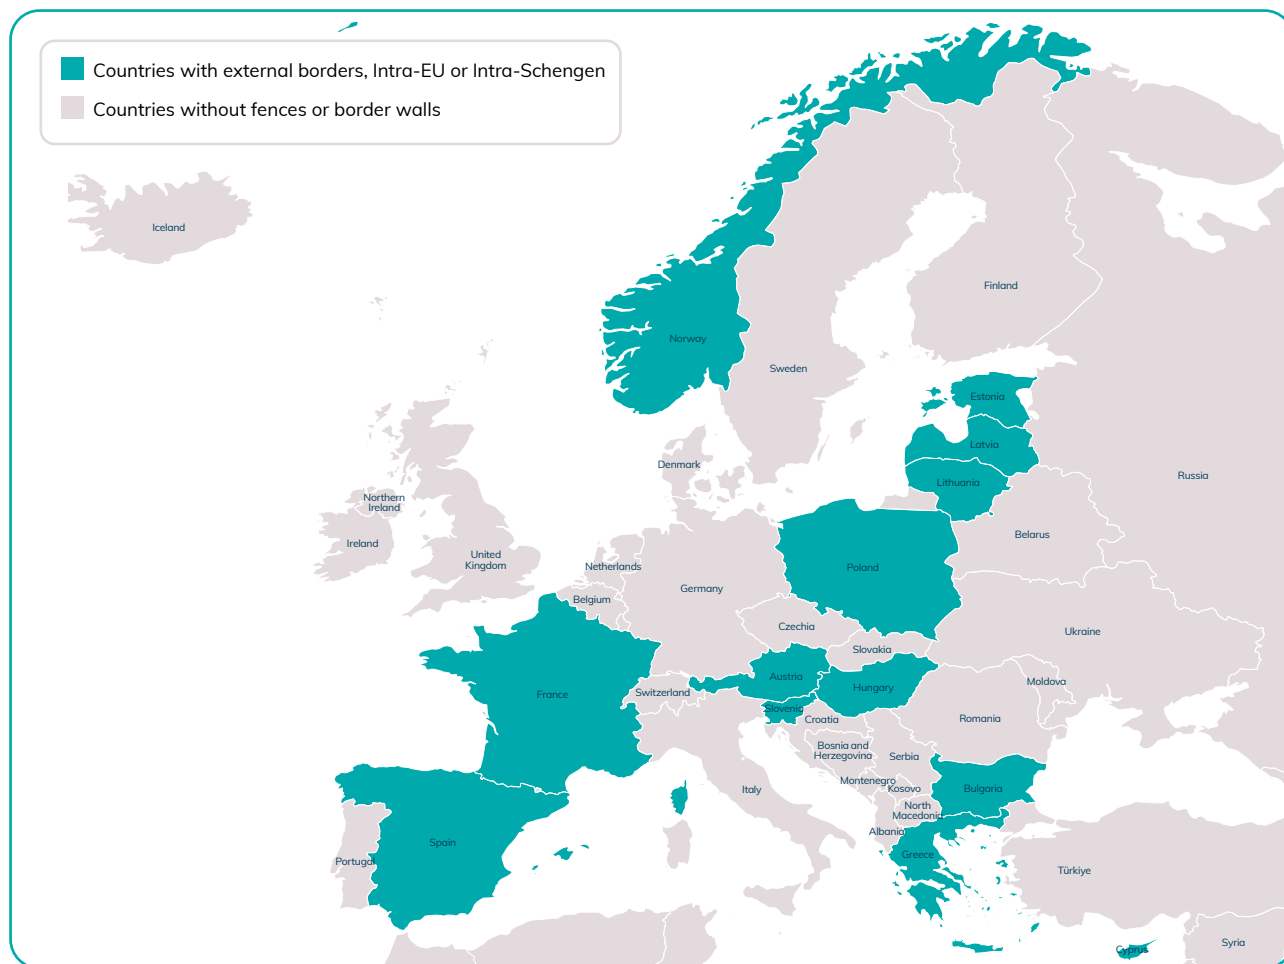 Countries with external borders, Intra-EU or Intra-Schengen
Countries without fences or border walls
Iceland
Finland
Norway
Sweden
Estonia
Latvia
Denmark
Lithuania
Russia
Northern
Ireland
Belarus
Ireland
United
Kingdom
Netherlands
Poland
Germany
Belgium
Czechia
Ukraine
Slovakia
Austria
Moldova
Hungary
Switzerland
France
Slovenia
Croatia
Romania
Bosnia and
Herzegovina
Serbia
Montenegro
Kosovo
Italy
Bulgaria
North
Macedonia
Albania
Spain
Greece
Portugal
Türkiye
Syria
Cyprus